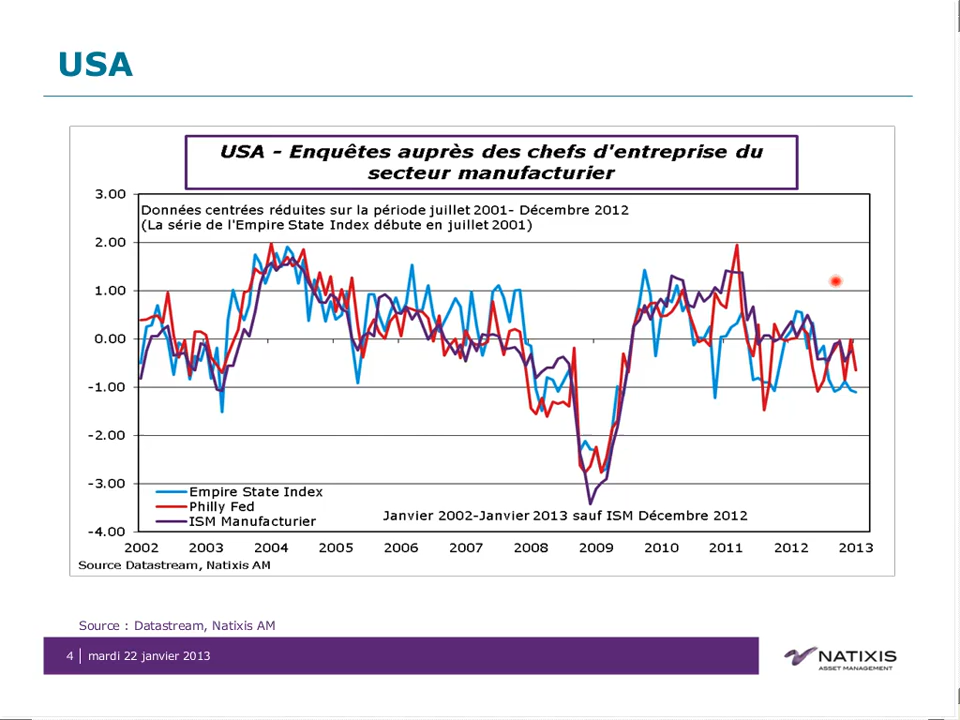 USA
USA - Enquêtes auprès des chefs d'entreprise du
secteur manufacturier
3.00
2.00
1.00
0.00
-1.00
-2.00
-3.00
-4.00
Données centrées réduites sur la période juillet 2001- Décembre 2012
(La série de l'Empire State Index débute en juillet 2001)
Empire State Index
Philly Fed
ISM Manufacturier
Janvier 2002-Janvier 2013 sauf ISM Décembre 2012
2002 2003 2004 2005 2006 2007 2008 2009 2010 2011 2012 2013
Source Datastream, Natixis AM
Source : Datastream, Natixis AM
4 mardi 22 janvier 2013
NATIXIS
ASSET MANAGEMENT